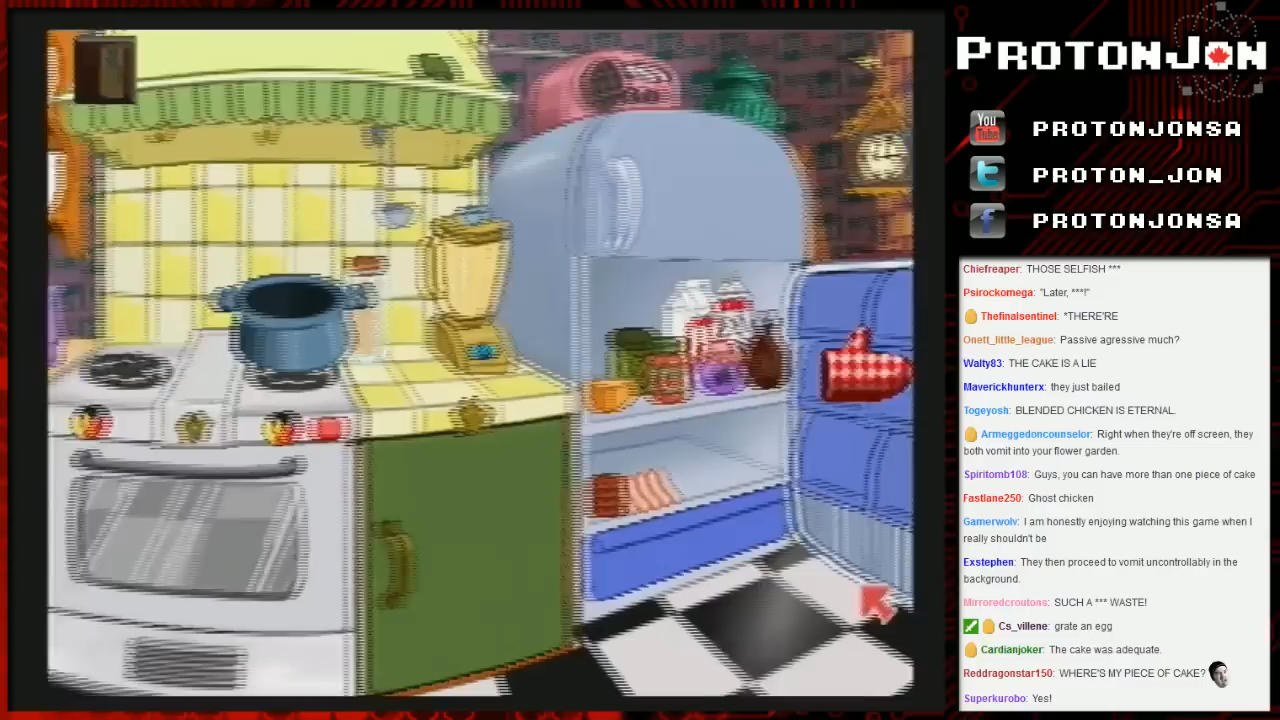 PROTONJON
You
Tube
PROTONJONSA
PROTON_JON
PROTONJONSA
Chiefreaper: THOSE SELFISH ***
Psirockomega: "Later, ***!"
Thefinalsentinel: *THERE'RE
Onett_little_league: Passive agressive much?
Walty83: THE CAKE IS A LIE
Maverickhunterx: they just bailed
Togeyosh: BLENDED CHICKEN IS ETERNAL.
Armeggedoncounselor: Right when they're off screen, they
both vomit into your flower garden.
Spiritomb108: Guys. you can have more than one piece of cake
Fastlane250: Ghost chicken
Gamerwolv: I am honestly enjoying watching this game when I
really shouldn't be
Exstephen: They then proceed to vomit uncontrollably in the
background.
Mirroredcroutons: SUCH A *** WASTE!
Cs_villene: grate an egg
Cardianjoker: The cake was adequate.
Reddragonstar150: WHERE'S MY PIECE OF CAKE?
Superkurobo: Yes!